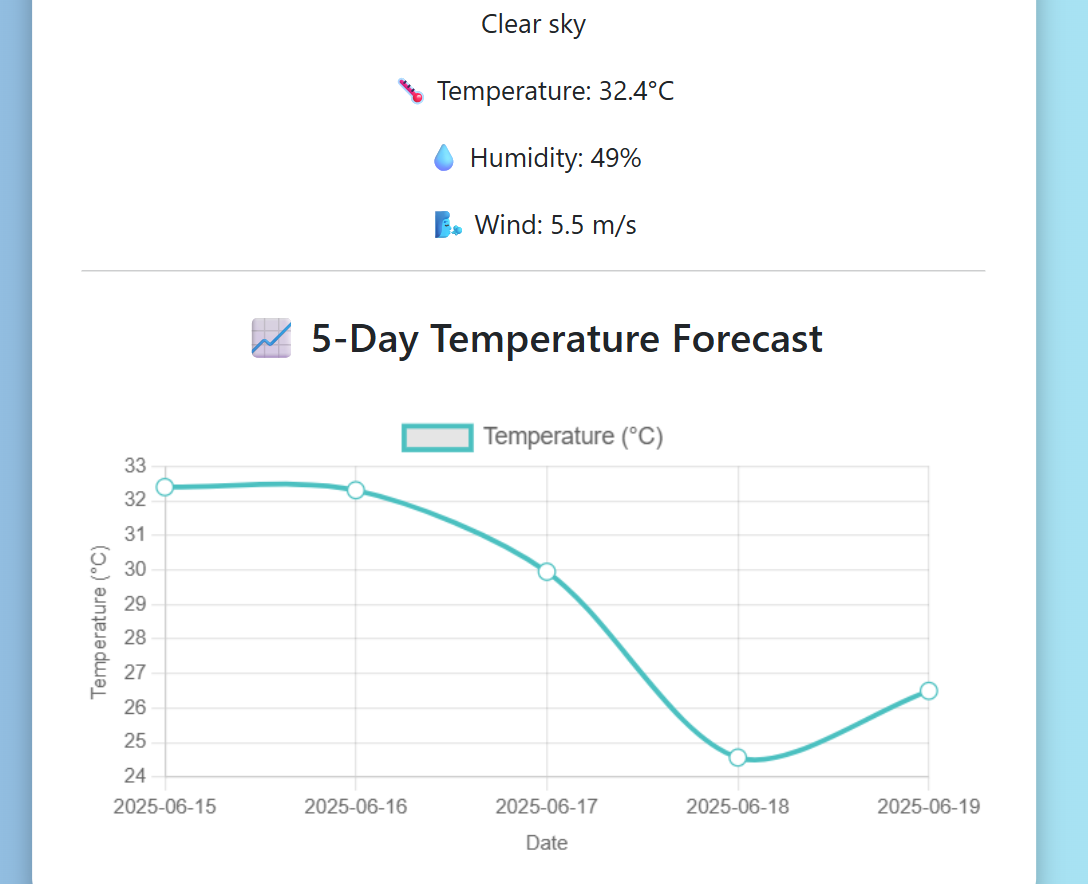 Clear sky
Temperature: 32.4°C
Humidity: 49%
Wind: 5.5 m/s
5-Day Temperature Forecast
Temperature (°C)
33
32
31
30
29
28
27
26
25
24
Temperature (°C)
2025-06-15 2025-06-16 2025-06-17 2025-06-18 2025-06-19
Date